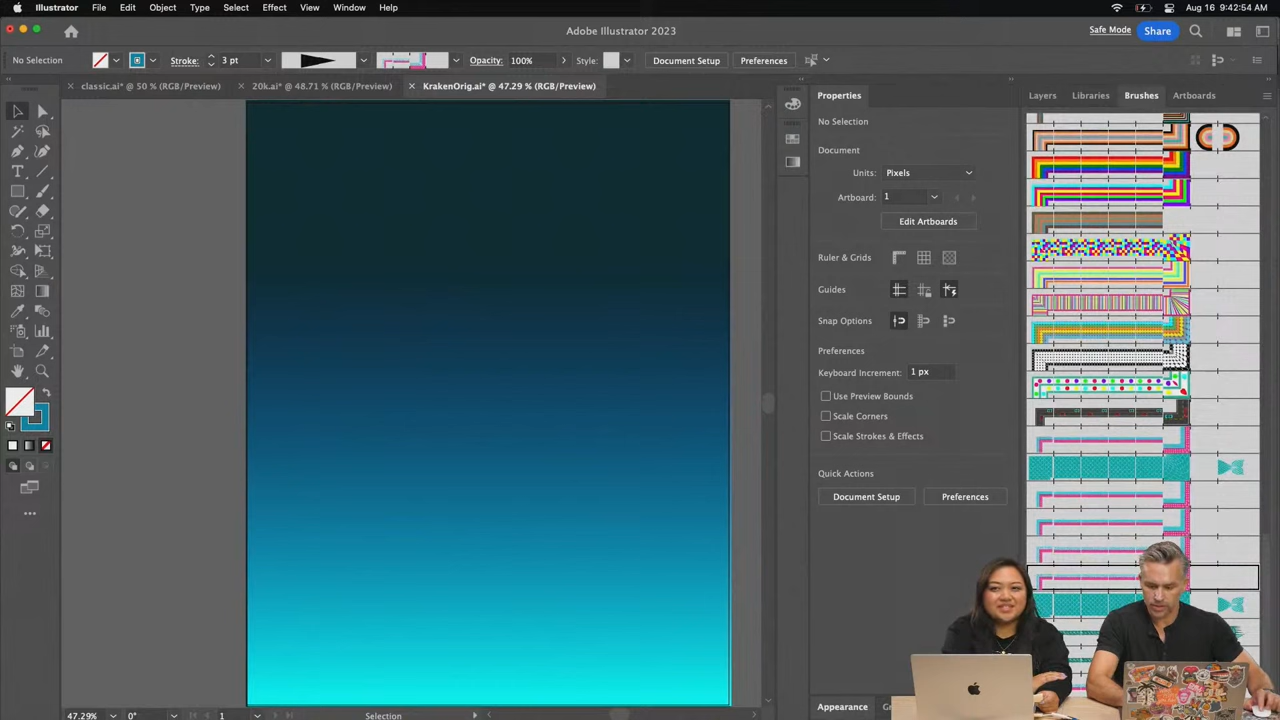 Illustrator File Edit Object Type Select Effect View Window Help
Aug 16 9:42:54 AM
Adobe Illustrator 2023
Safe Mode Share
No Selection Stroke: 3 pt Opacity: 100% Style: Document Setup Preferences
classic.ai* @ 50 % (RGB/Preview) 20k.ai* @ 48.71 % (RGB/Preview) KrakenOrig.ai* @ 47.29 % (RGB/Preview)
Properties
Layers Libraries Brushes Artboards
No Selection
Document
Units: Pixels
Artboard: 1
Edit Artboards
Ruler & Grids
Guides
Snap Options
Preferences
Keyboard Increment: 1 px
Use Preview Bounds
Scale Corners
Scale Strokes & Effects
Quick Actions
Document Setup Preferences
Appearance
47.29% 0° 1 Selection